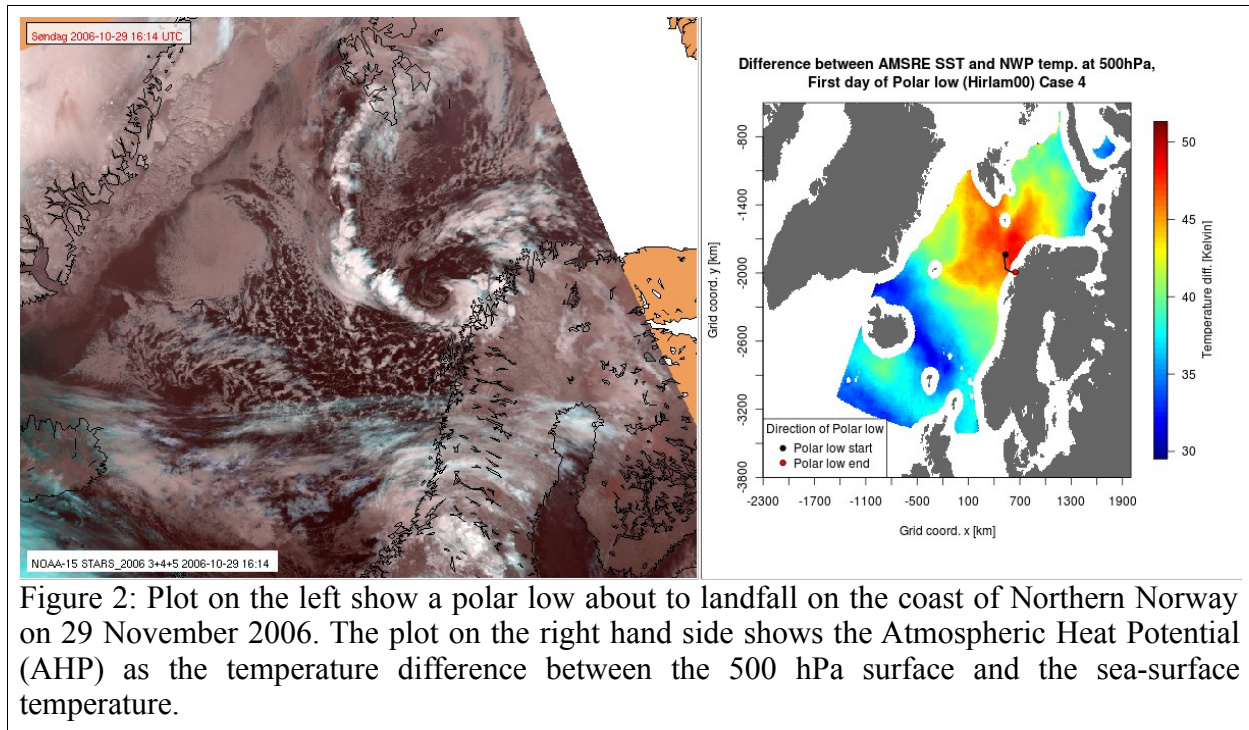 Søndag 2006-10-29 16:14 UTC
NOAA-15 STARS_2006 3+4+5 2006-10-29 16:14
Difference between AMSRE SST and NWP temp. at 500hPa,
First day of Polar low (Hirlam00) Case 4
Grid coord. y [km]
-800
-1400
-2000
-2600
-3200
-3800
Direction of Polar low
Polar low start
Polar low end
-2300 -1700 -1100 -500 100 700 1300 1900
Grid coord. x [km]
50
45
40
35
30
Temperature diff. [Kelvin]
Figure 2: Plot on the left show a polar low about to landfall on the coast of Northern Norway
on 29 November 2006. The plot on the right hand side shows the Atmospheric Heat Potential
(AHP) as the temperature difference between the 500 hPa surface and the sea-surface
temperature.